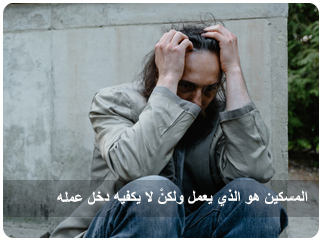 المسكين هو الذي يعمل ولكنَّ لا يكفيه دخل عمله